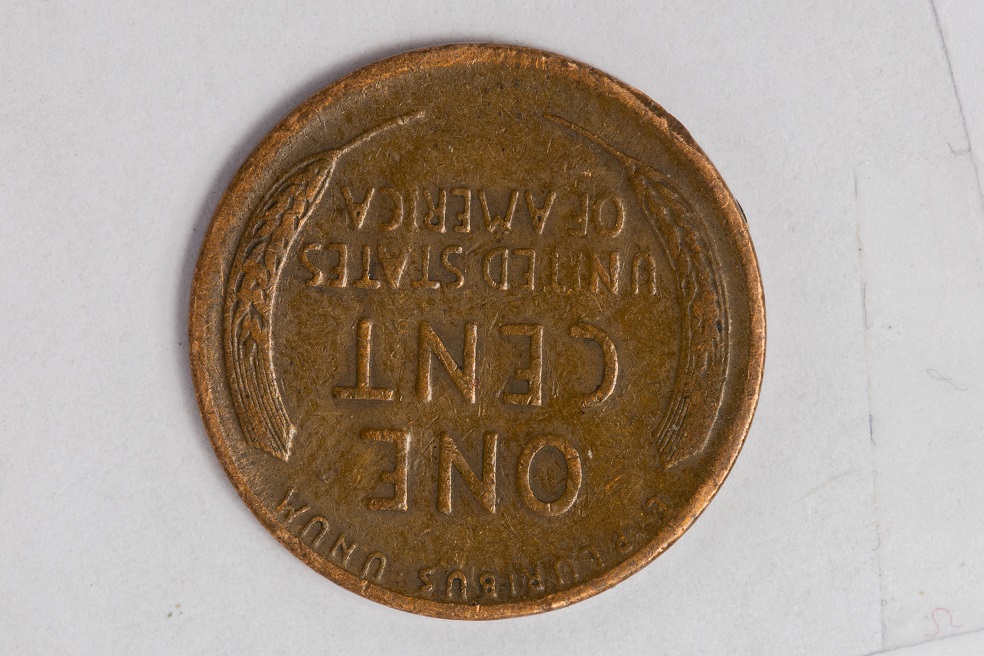 E PLURIBUS UNUM
ONE
CENT
UNITED STATES
OF AMERICA